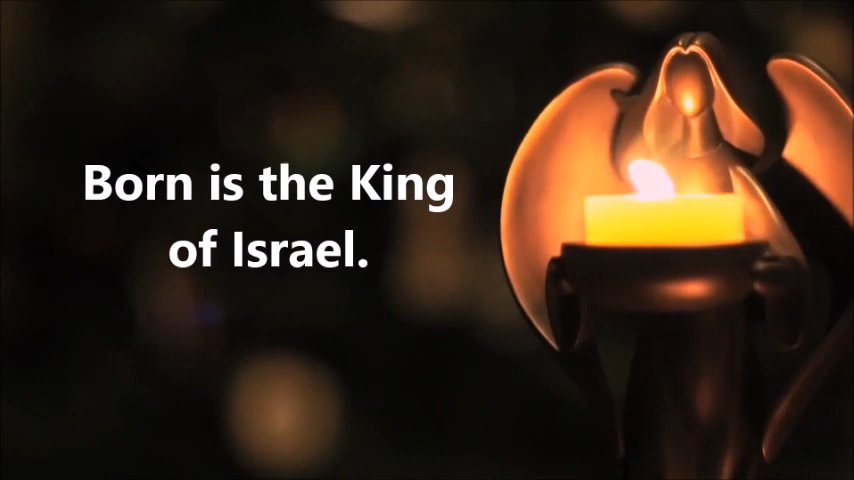 Born is the King
of Israel.